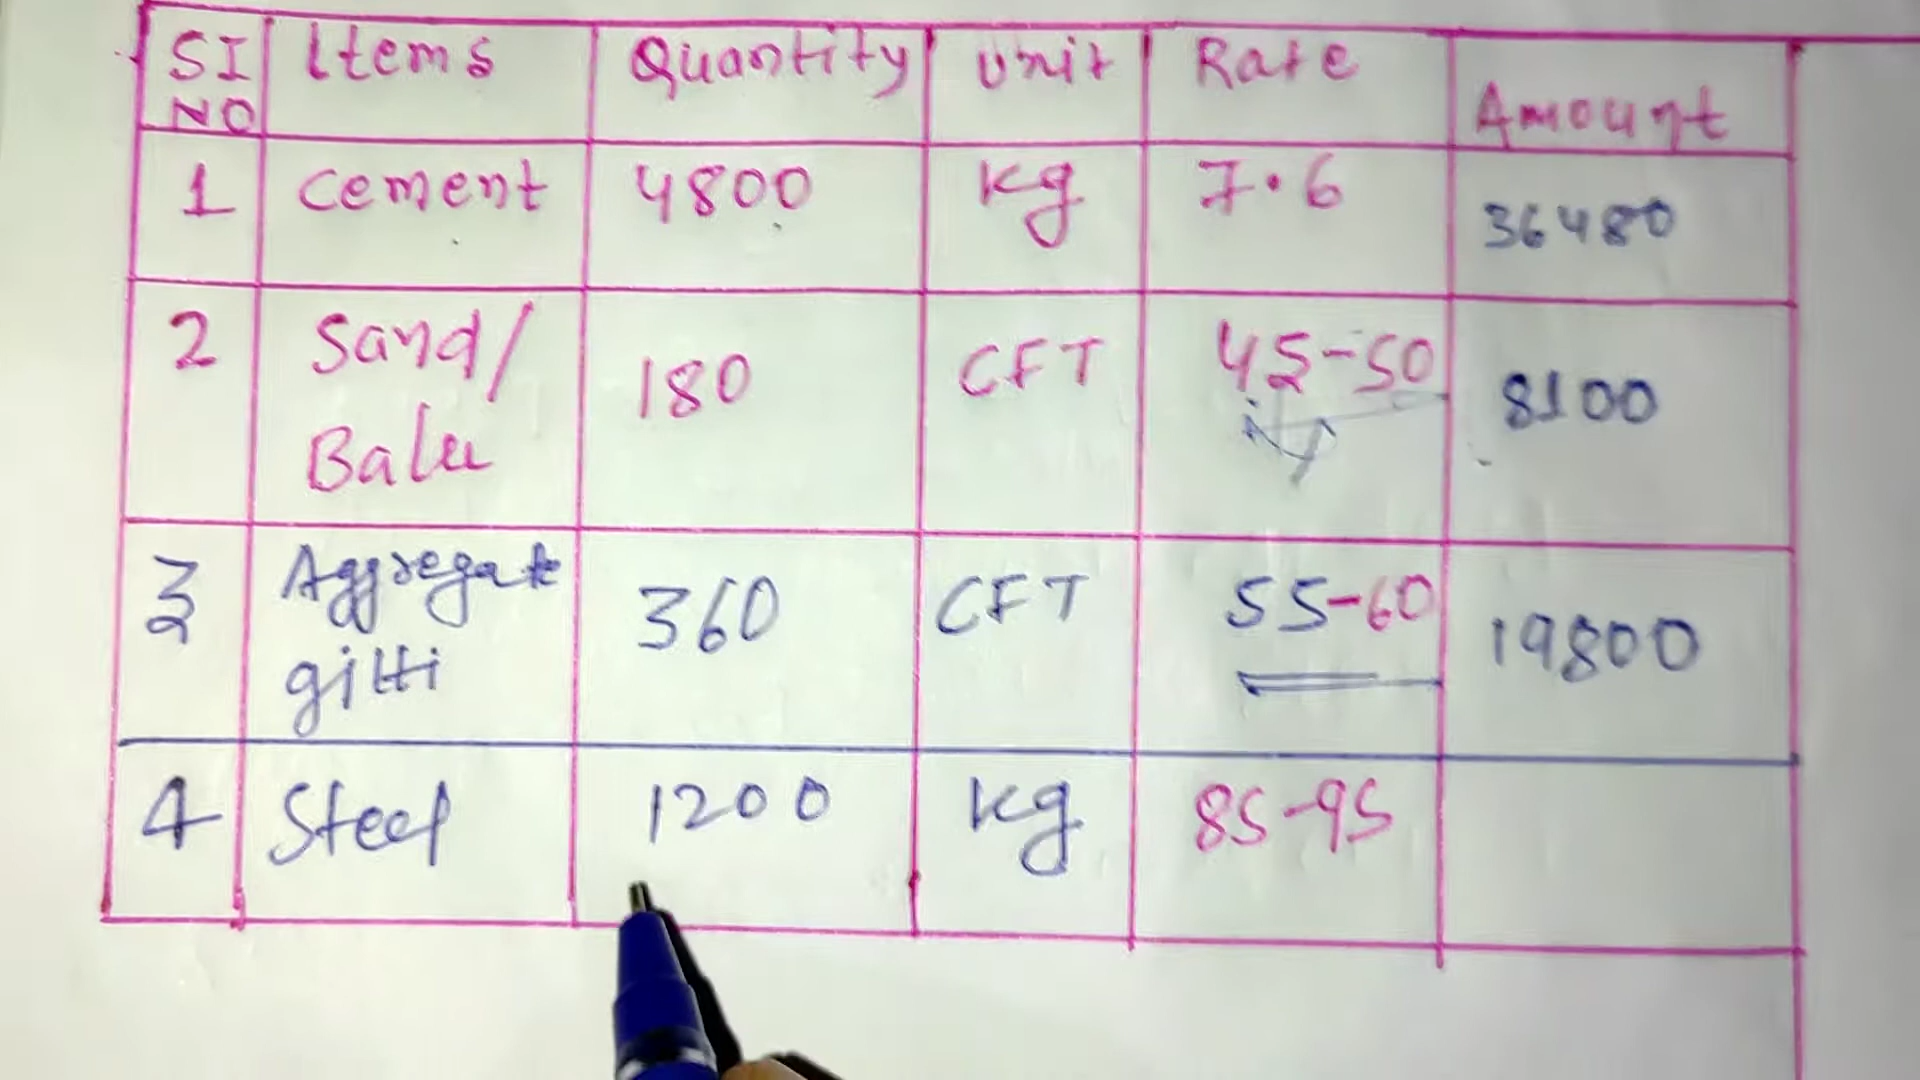 SI NO Items Quantity Unit Rate Amount
1 Cement 4800 kg 7.6 36480
2 Sand/ Balu 180 CFT 45-50 8100
3 Aggregate gitti 360 CFT 55-60 19800
4 Steel 1200 kg 85-95